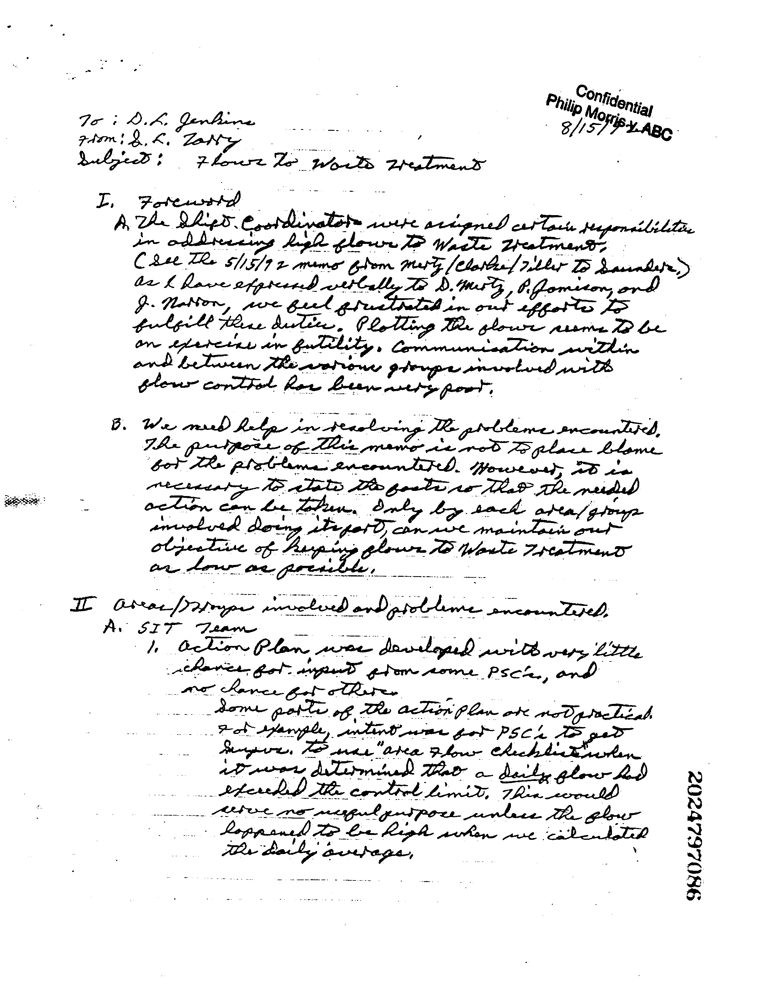 Confidential
Philip Morris v. ABC
8/15/9
To: D.L. Jenkins
From: S.L. Zarry
Subject: Flows To Waste Treatment
I. Foreword
A. The Shift Coordinators were assigned certain responsibilities
in addressing high flows to Waste Treatment.
(See the 5/15/92 memo from Mertz/Clarke/Tiller to Saunders.)
As I have expressed verbally to D. Mertz, P. Jamison, and
J. Narron, we feel frustrated in our efforts to
fulfill these duties. Plotting the flows seems to be
an exercise in futility. Communication within
and between the various groups involved with
flow control has been very poor.
B. We need help in resolving the problems encountered.
The purpose of this memo is not to place blame
for the problems encountered. However, it is
necessary to state the facts so that the needed
action can be taken. Only by each area/group
involved doing its part, can we maintain our
objective of keeping flows to Waste Treatment
as low as possible.
II Areas/Groups involved and problems encountered.
A. SIT Team
1. Action Plan was developed with very little
chance for input from some PSC's, and
no chance for others.
Some parts of the Action Plan are not practical.
For example, intent was for PSC's to get
Supvs. to use "Area Flow Checklists" when
it was determined that a daily flow had
exceeded the control limit. This would
serve no useful purpose unless the flow
happened to be high when we calculated
the daily average.
2024797086